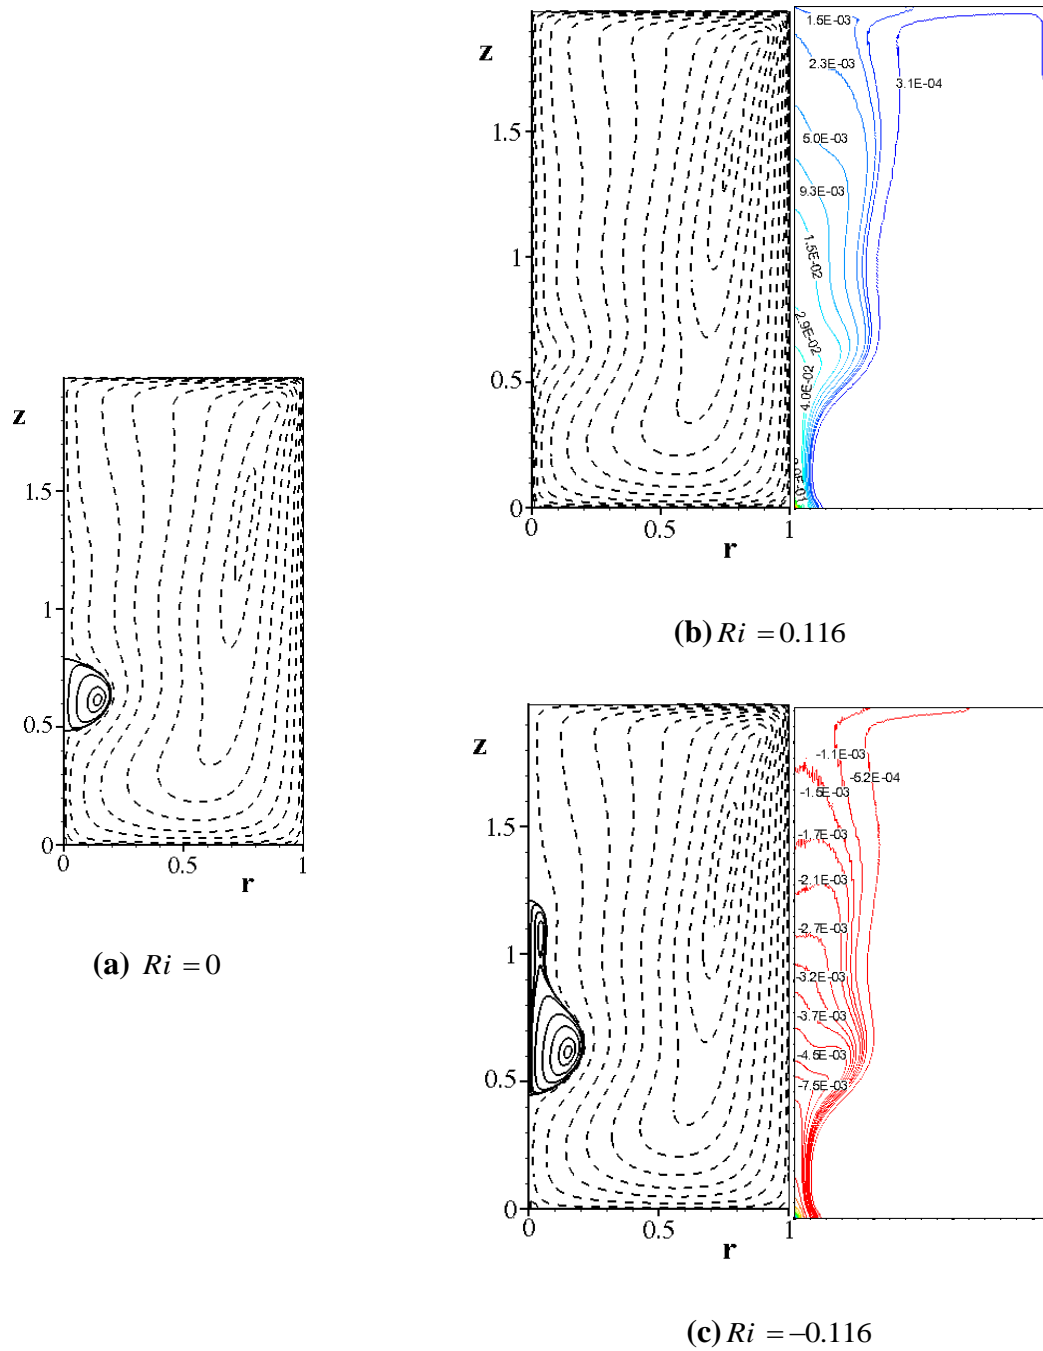 z
1.5
1
0.5
0
0
0.5
1
r
(a) Ri = 0
z
1.5
1
0.5
0
0
0.5
1
r
1.5E-03
2.3E-03
3.1E-04
5.0E-03
9.3E-03
1.5E-02
2.9E-02
4.0E-02
(b) Ri = 0.116
z
1.5
1
0.5
0
0
0.5
1
r
-1.1E-03
-5.2E-04
-1.5E-03
-1.7E-03
-2.1E-03
-2.7E-03
-3.2E-03
-3.7E-03
-4.5E-03
-7.5E-03
(c) Ri = −0.116